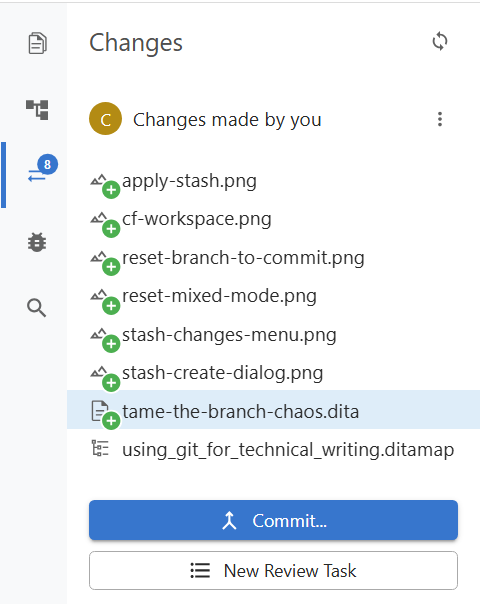 Changes
C Changes made by you
8
apply-stash.png
cf-workspace.png
reset-branch-to-commit.png
reset-mixed-mode.png
stash-changes-menu.png
stash-create-dialog.png
tame-the-branch-chaos.dita
using_git_for_technical_writing.ditamap
Commit...
New Review Task